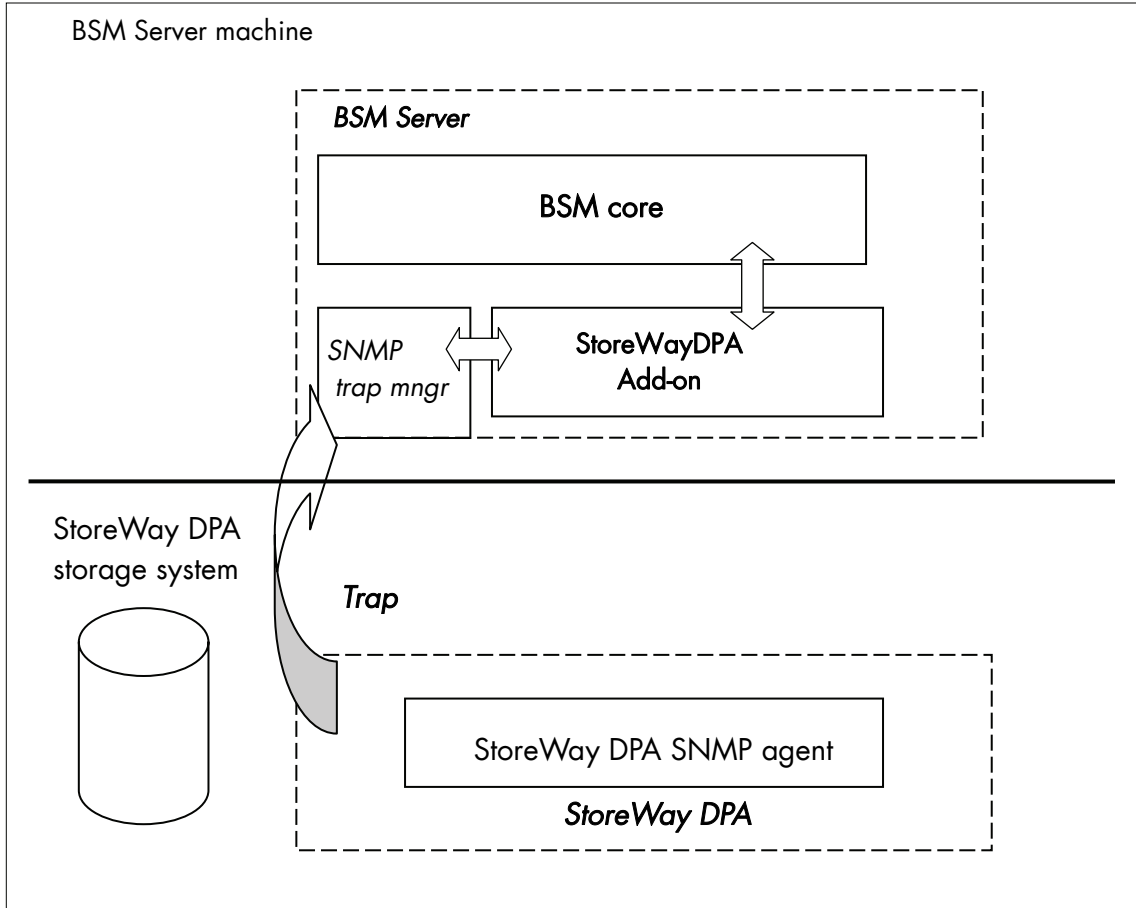 BSM Server machine
BSM Server
BSM core
SNMP
trap mngr
StoreWayDPA
Add-on
StoreWay DPA
storage system
Trap
StoreWay DPA SNMP agent
StoreWay DPA